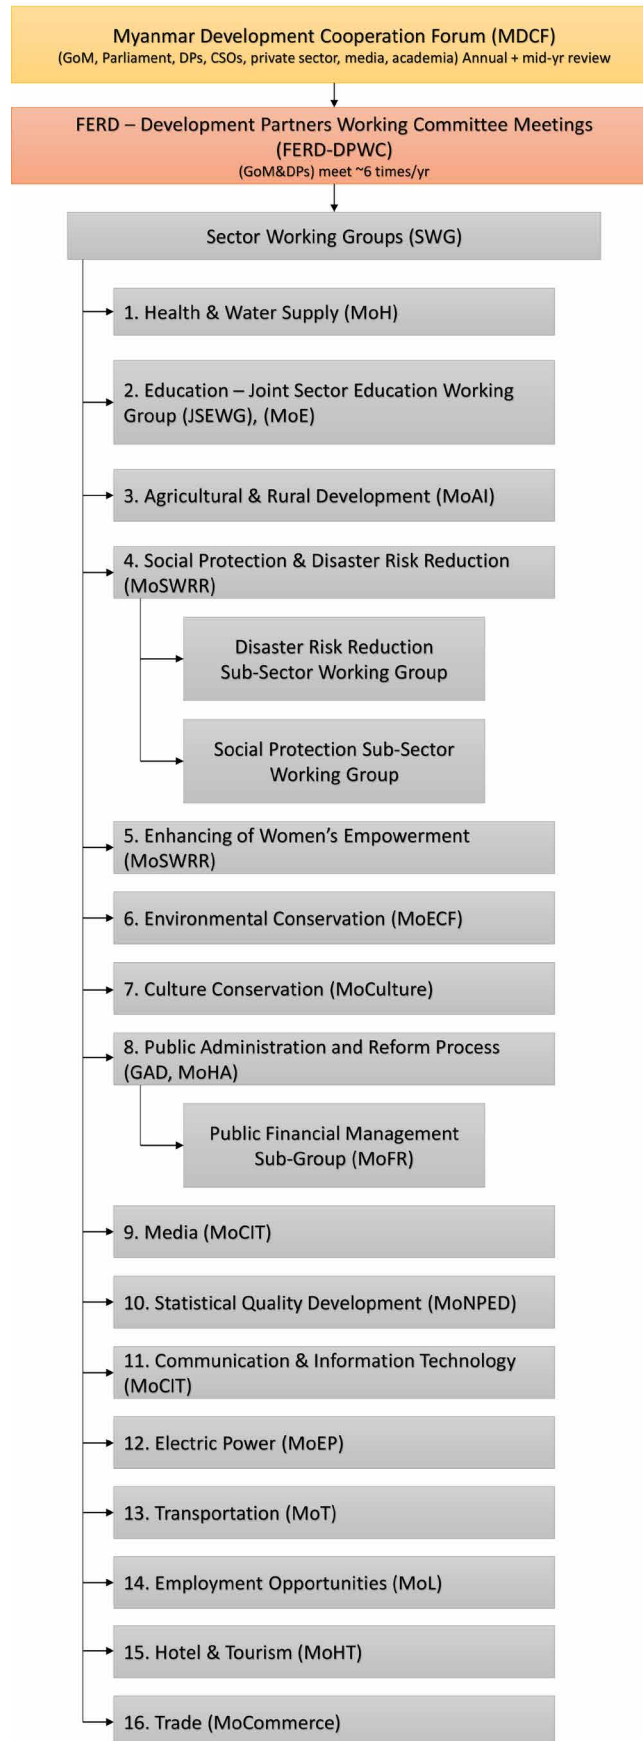 Myanmar Development Cooperation Forum (MDCF)
(GoM, Parliament, DPs, CSOs, private sector, media, academia) Annual + mid-yr review
FERD – Development Partners Working Committee Meetings
(FERD-DPWC)
(GoM&DPs) meet ~6 times/yr
Sector Working Groups (SWG)
1. Health & Water Supply (MoH)
2. Education – Joint Sector Education Working
Group (JSEWG), (MoE)
3. Agricultural & Rural Development (MoAI)
4. Social Protection & Disaster Risk Reduction
(MoSWRR)
Disaster Risk Reduction
Sub-Sector Working Group
Social Protection Sub-Sector
Working Group
5. Enhancing of Women’s Empowerment
(MoSWRR)
6. Environmental Conservation (MoECF)
7. Culture Conservation (MoCulture)
8. Public Administration and Reform Process
(GAD, MoHA)
Public Financial Management
Sub-Group (MoFR)
9. Media (MoCIT)
10. Statistical Quality Development (MoNPED)
11. Communication & Information Technology
(MoCIT)
12. Electric Power (MoEP)
13. Transportation (MoT)
14. Employment Opportunities (MoL)
15. Hotel & Tourism (MoHT)
16. Trade (MoCommerce)